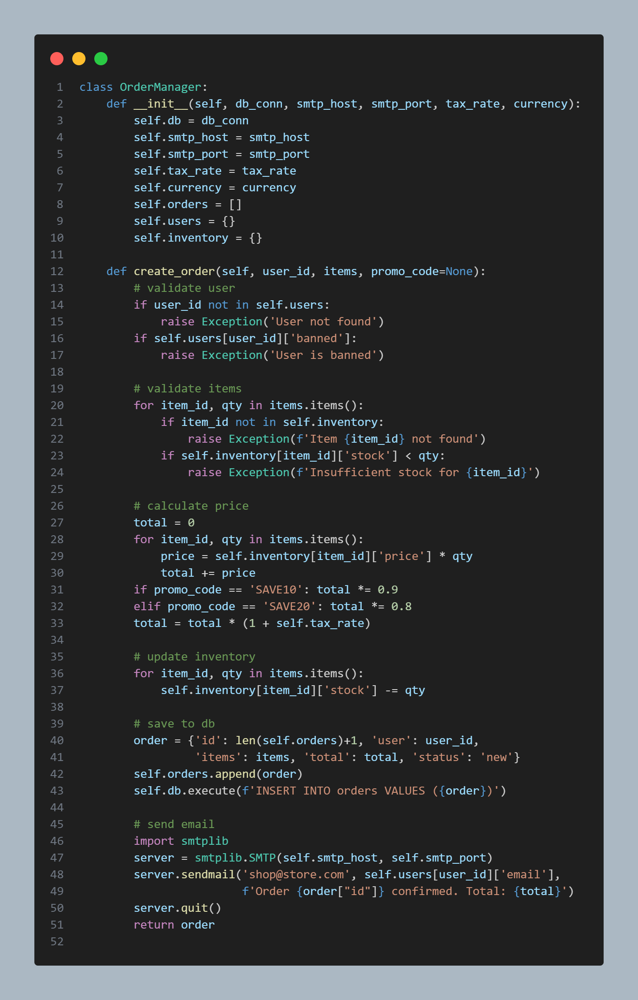 1 class OrderManager:
2     def __init__(self, db_conn, smtp_host, smtp_port, tax_rate, currency):
3         self.db = db_conn
4         self.smtp_host = smtp_host
5         self.smtp_port = smtp_port
6         self.tax_rate = tax_rate
7         self.currency = currency
8         self.orders = []
9         self.users = {}
10         self.inventory = {}
11
12     def create_order(self, user_id, items, promo_code=None):
13         # validate user
14         if user_id not in self.users:
15             raise Exception('User not found')
16         if self.users[user_id]['banned']:
17             raise Exception('User is banned')
18
19         # validate items
20         for item_id, qty in items.items():
21             if item_id not in self.inventory:
22                 raise Exception(f'Item {item_id} not found')
23             if self.inventory[item_id]['stock'] < qty:
24                 raise Exception(f'Insufficient stock for {item_id}')
25
26         # calculate price
27         total = 0
28         for item_id, qty in items.items():
29             price = self.inventory[item_id]['price'] * qty
30             total += price
31         if promo_code == 'SAVE10': total *= 0.9
32         elif promo_code == 'SAVE20': total *= 0.8
33         total = total * (1 + self.tax_rate)
34
35         # update inventory
36         for item_id, qty in items.items():
37             self.inventory[item_id]['stock'] -= qty
38
39         # save to db
40         order = {'id': len(self.orders)+1, 'user': user_id,
41                  'items': items, 'total': total, 'status': 'new'}
42         self.orders.append(order)
43         self.db.execute(f'INSERT INTO orders VALUES ({order})')
44
45         # send email
46         import smtplib
47         server = smtplib.SMTP(self.smtp_host, self.smtp_port)
48         server.sendmail('shop@store.com', self.users[user_id]['email'],
49                         f'Order {order["id"]} confirmed. Total: {total}')
50         server.quit()
51         return order
52